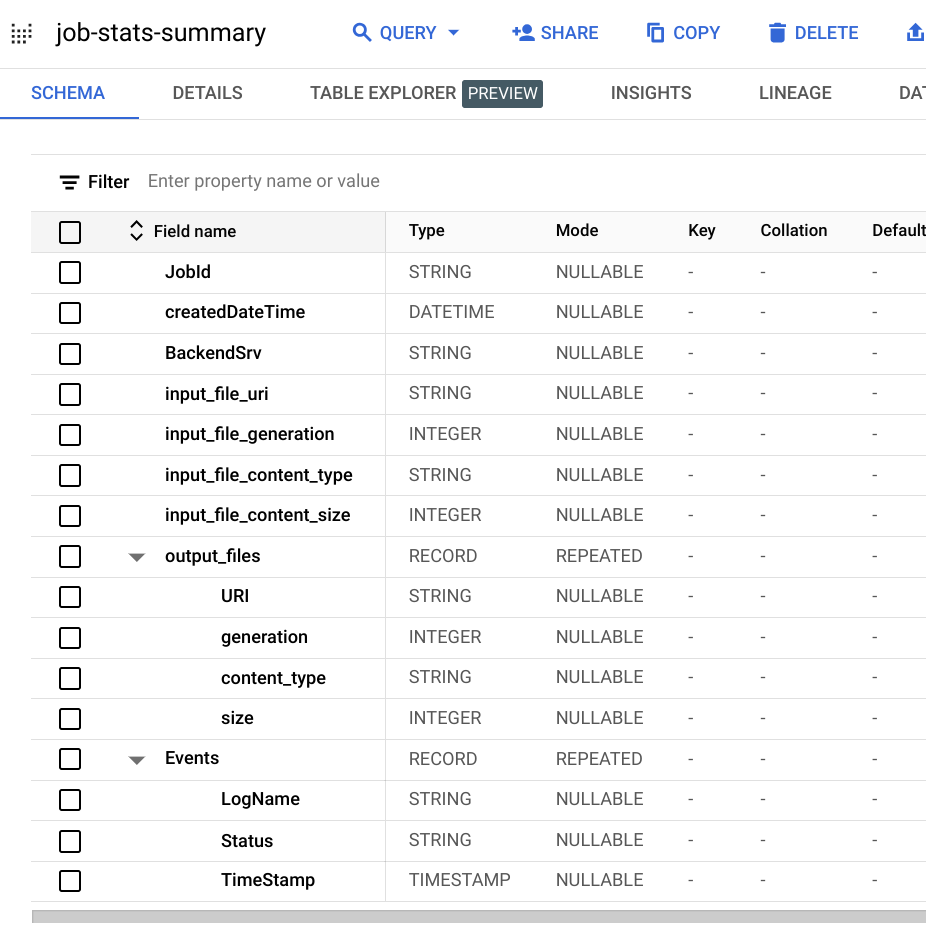 job-stats-summary QUERY SHARE COPY DELETE
SCHEMA DETAILS TABLE EXPLORER PREVIEW INSIGHTS LINEAGE DAT
Filter Enter property name or value
Field name Type Mode Key Collation Default
JobId STRING NULLABLE - - -
createdDateTime DATETIME NULLABLE - - -
BackendSrv STRING NULLABLE - - -
input_file_uri STRING NULLABLE - - -
input_file_generation INTEGER NULLABLE - - -
input_file_content_type STRING NULLABLE - - -
input_file_content_size INTEGER NULLABLE - - -
output_files RECORD REPEATED - - -
URI STRING NULLABLE - - -
generation INTEGER NULLABLE - - -
content_type STRING NULLABLE - - -
size INTEGER NULLABLE - - -
Events RECORD REPEATED - - -
LogName STRING NULLABLE - - -
Status STRING NULLABLE - - -
TimeStamp TIMESTAMP NULLABLE - - -